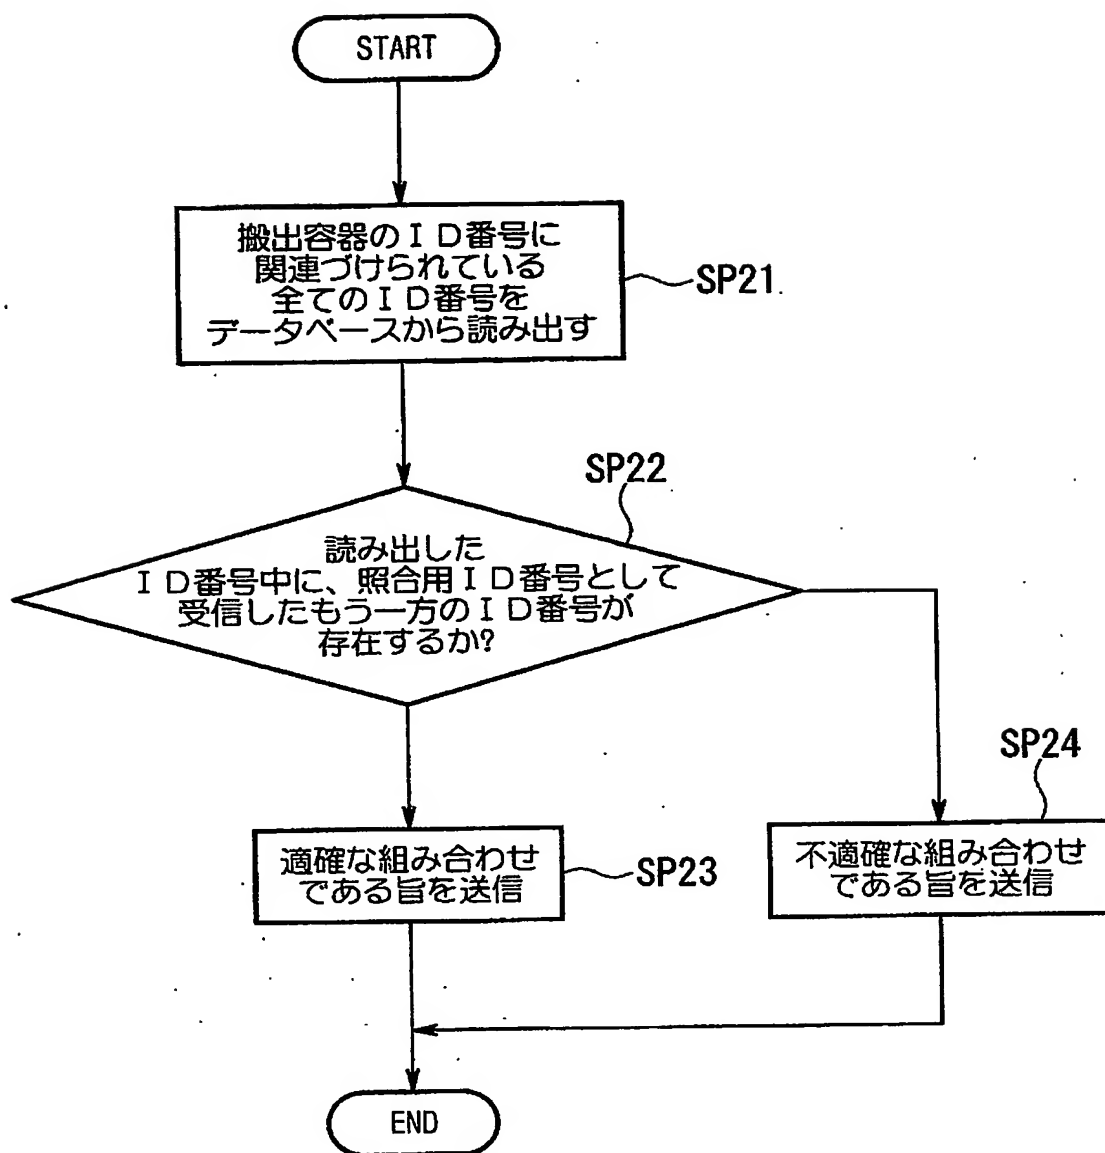 START
搬出容器のＩＤ番号に
関連づけられている
全てのＩＤ番号を
データベースから読み出す
SP21
SP22
読み出した
ＩＤ番号中に、照合用ＩＤ番号として
受信したもう一方のＩＤ番号が
存在するか?
SP24
適確な組み合わせ
である旨を送信
SP23
不適確な組み合わせ
である旨を送信
END